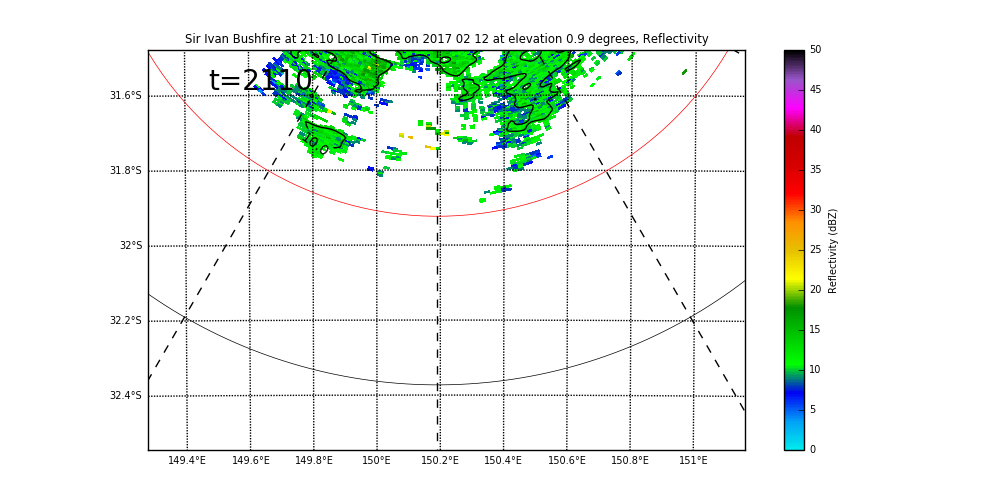 Sir Ivan Bushfire at 21:10 Local Time on 2017 02 12 at elevation 0.9 degrees, Reflectivity
t=2110
31.6°S
31.8°S
32°S
32.2°S
32.4°S
149.4°E 149.6°E 149.8°E 150°E 150.2°E 150.4°E 150.6°E 150.8°E 151°E
50
45
40
35
30
25
20
15
10
5
0
Reflectivity (dBZ)